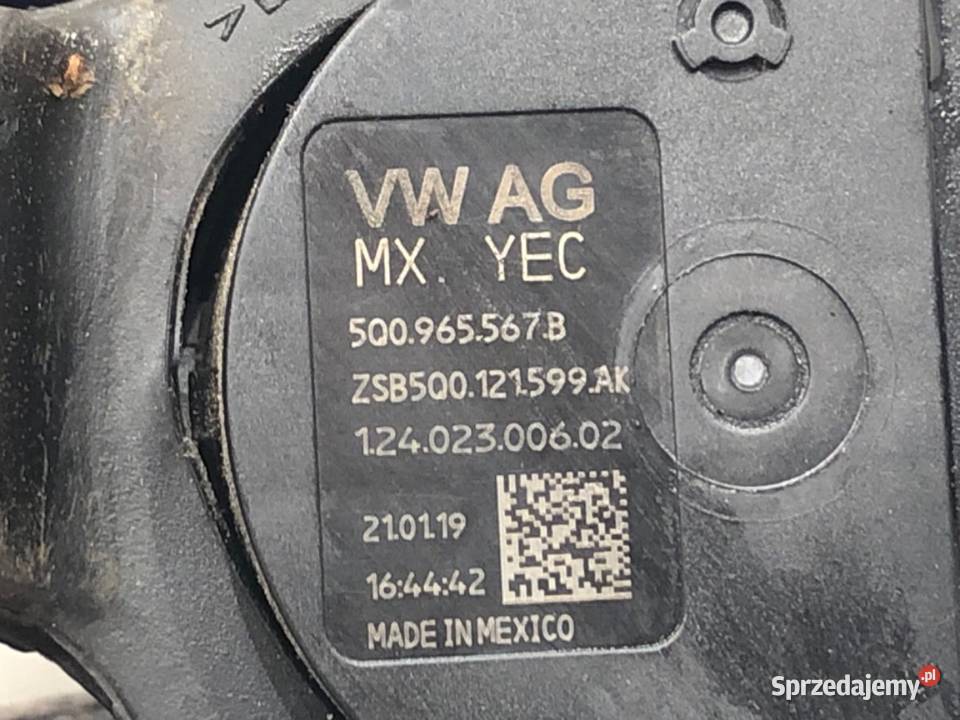 VW AG
MX. YEC
5Q0.965.567.B
ZSB5Q0.121.599.AK
1.24.023.006.02
21.01.19
16:44:42
MADE IN MEXICO
Sprzedajemy.pl